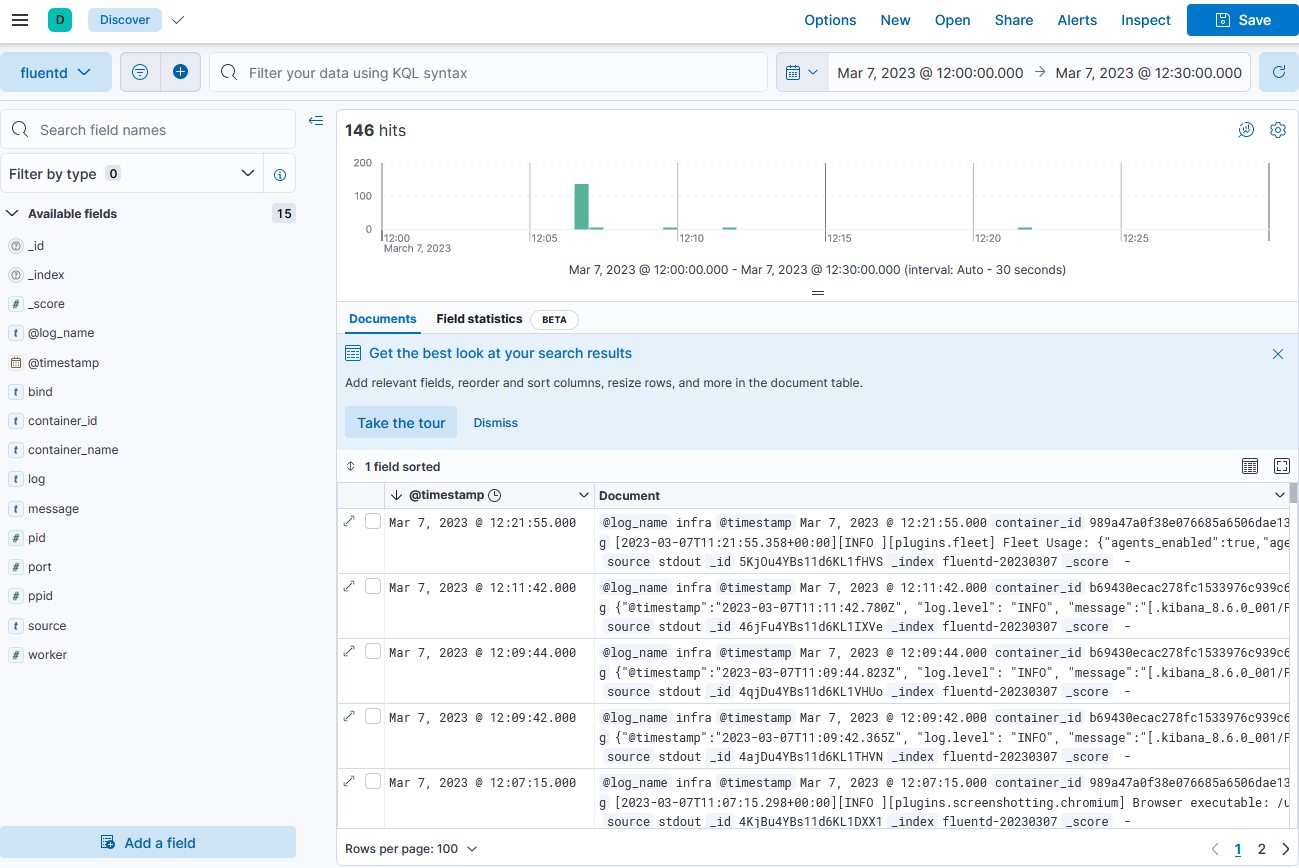 D Discover Options New Open Share Alerts Inspect Save
fluentd Filter your data using KQL syntax Mar 7, 2023 @ 12:00:00.000 → Mar 7, 2023 @ 12:30:00.000
Search field names
Filter by type 0
Available fields 15
_id
_index
# _score
t @log_name
@timestamp
t bind
t container_id
t container_name
t log
t message
# pid
# port
# ppid
t source
# worker
Add a field
146 hits
200
100
0
12:00 12:05 12:10 12:15 12:20 12:25
March 7, 2023
Mar 7, 2023 @ 12:00:00.000 - Mar 7, 2023 @ 12:30:00.000 (interval: Auto - 30 seconds)
Documents Field statistics BETA
Get the best look at your search results
Add relevant fields, reorder and sort columns, resize rows, and more in the document table.
Take the tour Dismiss
1 field sorted
@timestamp Document
Mar 7, 2023 @ 12:21:55.000 @log_name infra @timestamp Mar 7, 2023 @ 12:21:55.000 container_id 989a47a0f38e076685a6506dae13
g [2023-03-07T11:21:55.358+00:00][INFO ][plugins.fleet] Fleet Usage: {"agents_enabled":true,"age
source stdout _id 5KjOu4YBs11d6KL1fHVS _index fluentd-20230307 _score -
Mar 7, 2023 @ 12:11:42.000 @log_name infra @timestamp Mar 7, 2023 @ 12:11:42.000 container_id b69430ecac278fc1533976c939c6
g {"@timestamp":"2023-03-07T11:11:42.780Z", "log.level": "INFO", "message":"[.kibana_8.6.0_001/P
source stdout _id 46jFu4YBs11d6KL1IXVe _index fluentd-20230307 _score -
Mar 7, 2023 @ 12:09:44.000 @log_name infra @timestamp Mar 7, 2023 @ 12:09:44.000 container_id b69430ecac278fc1533976c939c6
g {"@timestamp":"2023-03-07T11:09:44.823Z", "log.level": "INFO", "message":"[.kibana_8.6.0_001/P
source stdout _id 4qjDu4YBs11d6KL1VHUo _index fluentd-20230307 _score -
Mar 7, 2023 @ 12:09:42.000 @log_name infra @timestamp Mar 7, 2023 @ 12:09:42.000 container_id b69430ecac278fc1533976c939c6
g {"@timestamp":"2023-03-07T11:09:42.365Z", "log.level": "INFO", "message":"[.kibana_8.6.0_001/P
source stdout _id 4ajDu4YBs11d6KL1THVN _index fluentd-20230307 _score -
Mar 7, 2023 @ 12:07:15.000 @log_name infra @timestamp Mar 7, 2023 @ 12:07:15.000 container_id 989a47a0f38e076685a6506dae13
g [2023-03-07T11:07:15.298+00:00][INFO ][plugins.screenshotting.chromium] Browser executable: /u
source stdout _id 4KjBu4YBs11d6KL1DXX1 _index fluentd-20230307 _score -
Rows per page: 100 1 2